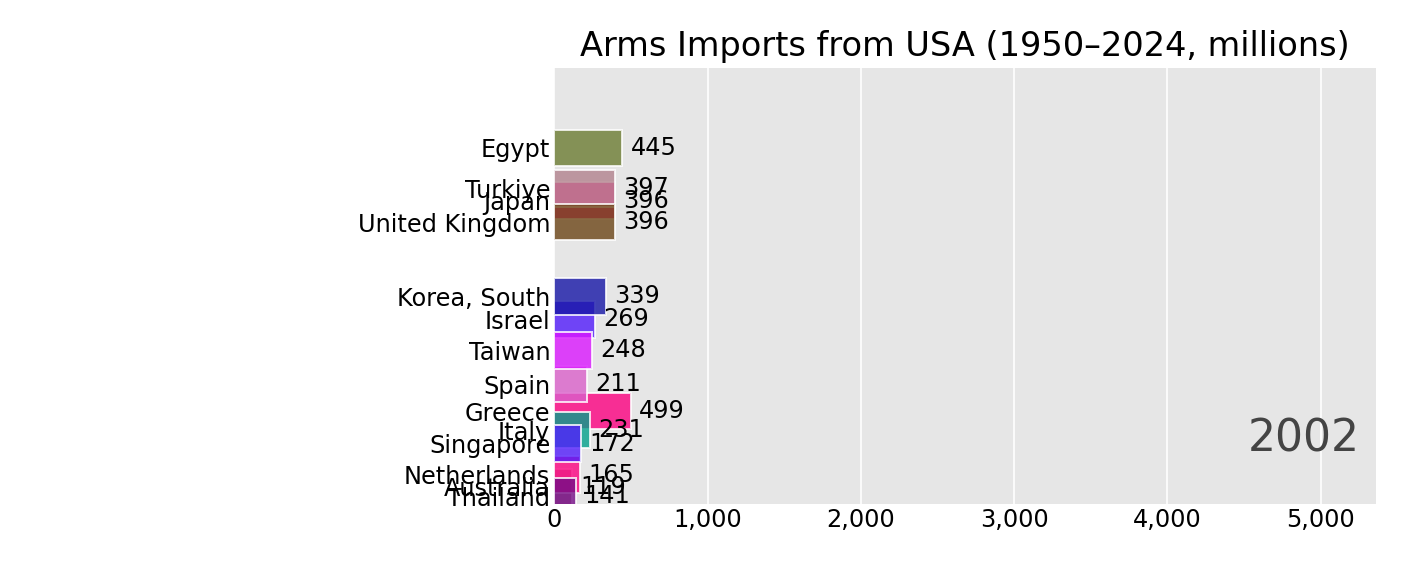 Arms Imports from USA (1950–2024, millions)
Egypt 445
Turkiye 397
Japan 396
United Kingdom 396
Korea, South 339
Israel 269
Taiwan 248
Spain 211
Greece 499
Italy 231
Singapore 172
2002
Netherlands 165
Australia 119
Thailand 141
0 1,000 2,000 3,000 4,000 5,000